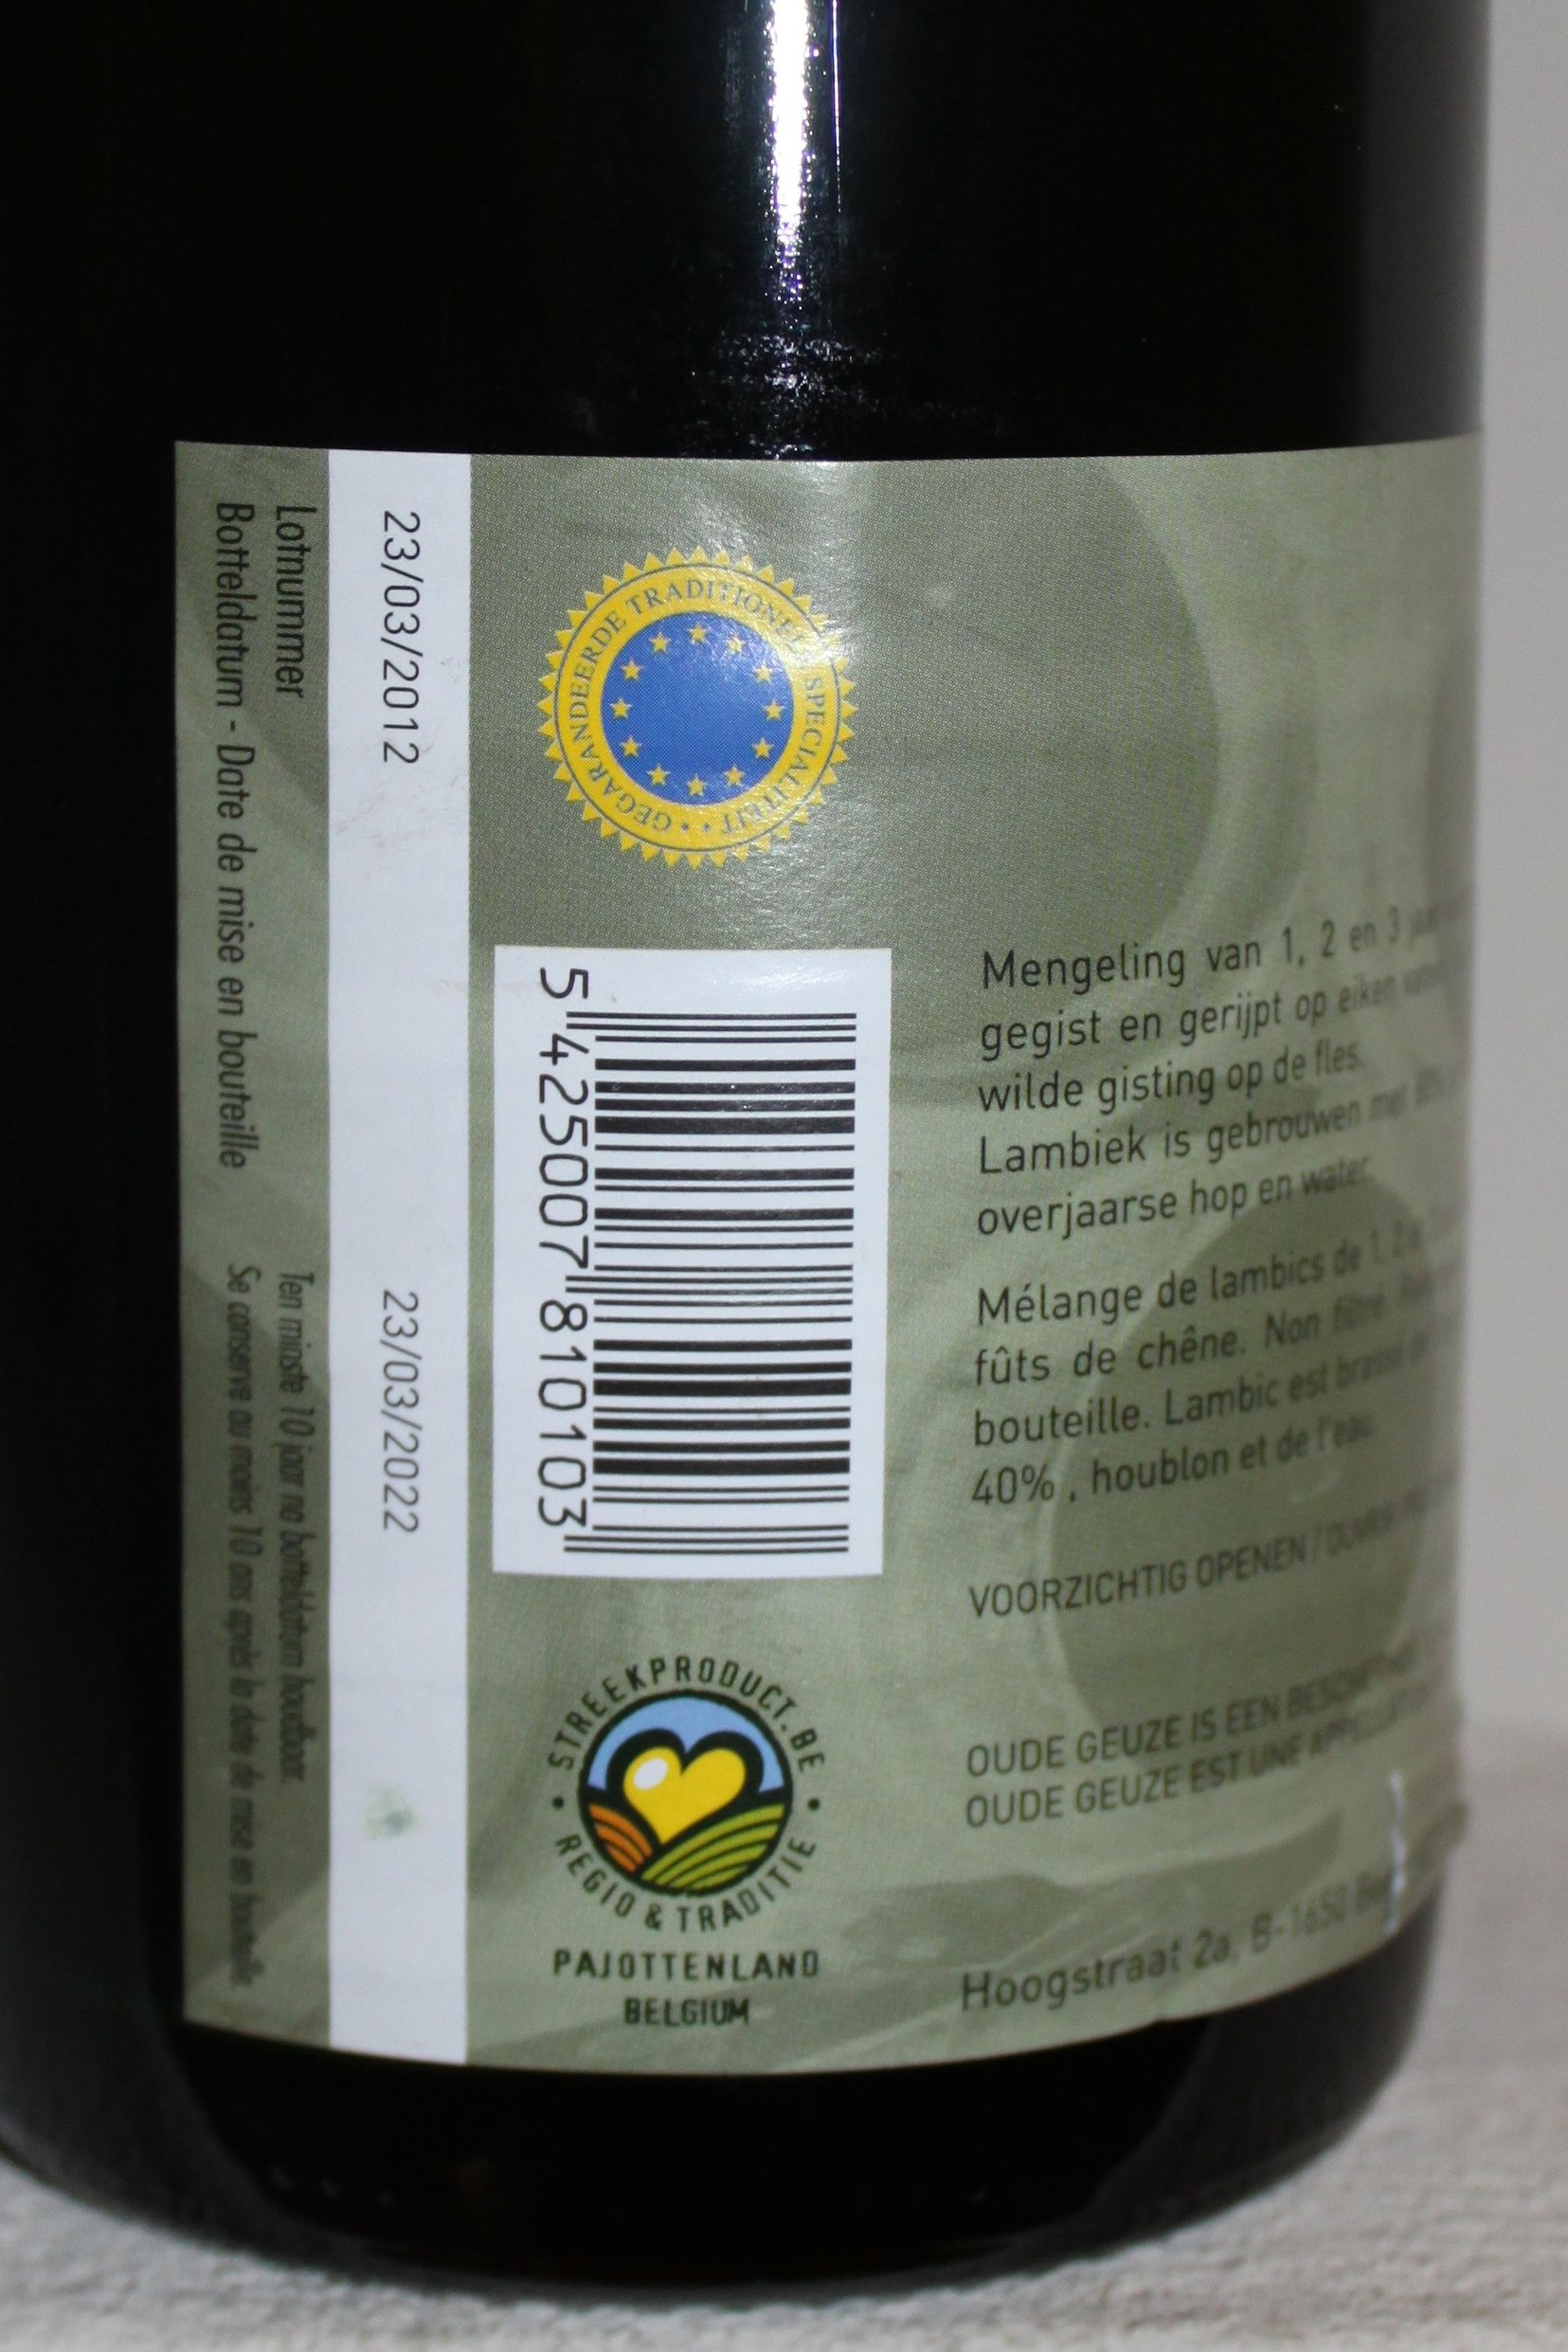 Lotnummer
Botteldatum - Date de mise en bouteille
Ten minste 10 jaar na botteldatum houdbaar.
Se conserve au moins 10 ans après la date de mise en bouteille
23/03/2012
23/03/2022
GEGARANDEERDE TRADITIONELE SPECIALITEIT
5 425007 810103
STREEKPRODUCT.BE
REGIO & TRADITIE
PAJOTTENLAND
BELGIUM
Mengeling van 1, 2 en 3
gegist en gerijpt op eiken
wilde gisting op de fles.
Lambiek is gebrouwen met
overjaarse hop en water.
Mélange de lambics de 1, 2
fûts de chêne. Non filtré.
bouteille. Lambic est brassé
40% , houblon et de l'eau.
VOORZICHTIG OPENEN / OUVRIR
OUDE GEUZE IS EEN
OUDE GEUZE EST UNE
Hoogstraat 2a, B-1650